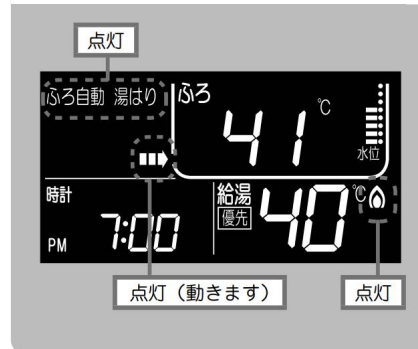 点灯
ふろ自動 湯はり
ふろ
41
℃
水位
時計
PM 7:00
給湯
優先
40
℃
点灯（動きます）
点灯